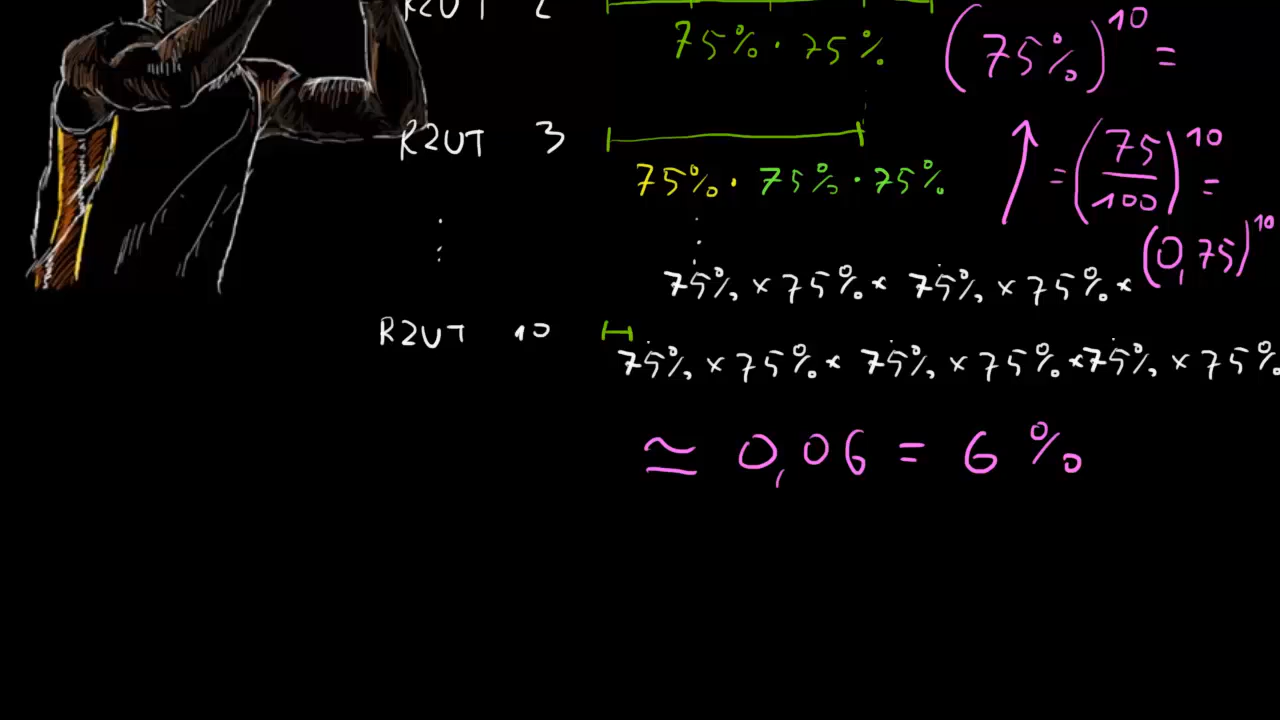 RZUT 2
75% · 75%
(75%)¹⁰ =
RZUT 3
75% · 75% · 75%
= (75/100)¹⁰ =
(0,75)¹⁰
75% × 75% × 75% × 75% ×
RZUT 10
75% × 75% × 75% × 75% × 75% × 75%
≃ 0,06 = 6%